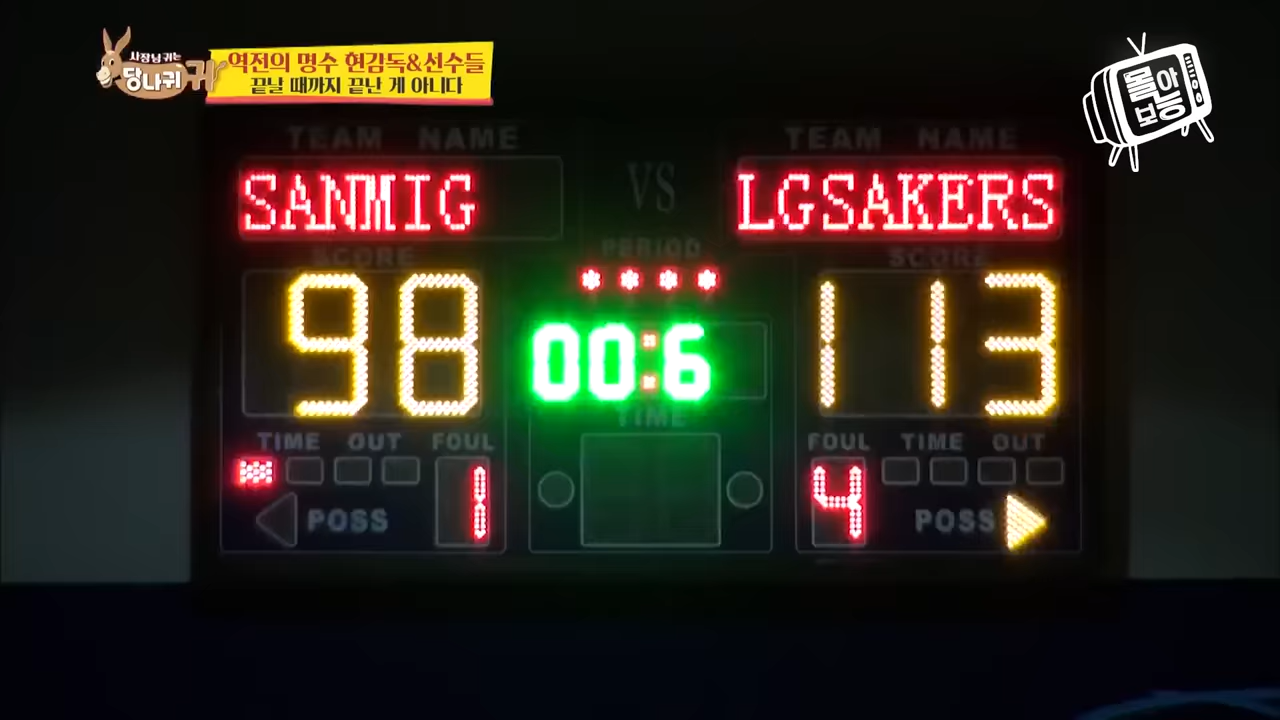 사장님 귀는
당나귀 귀
역전의 명수 현감독&선수들
끝날 때까지 끝난 게 아니다
몰아
보능
TEAM NAME
TEAM NAME
SANMIG
VS
LGSAKERS
SCORE
PERIOD
SCORE
* * * *
98
00:6
113
TIME
TIME OUT FOUL
FOUL TIME OUT
1
4
POSS
POSS